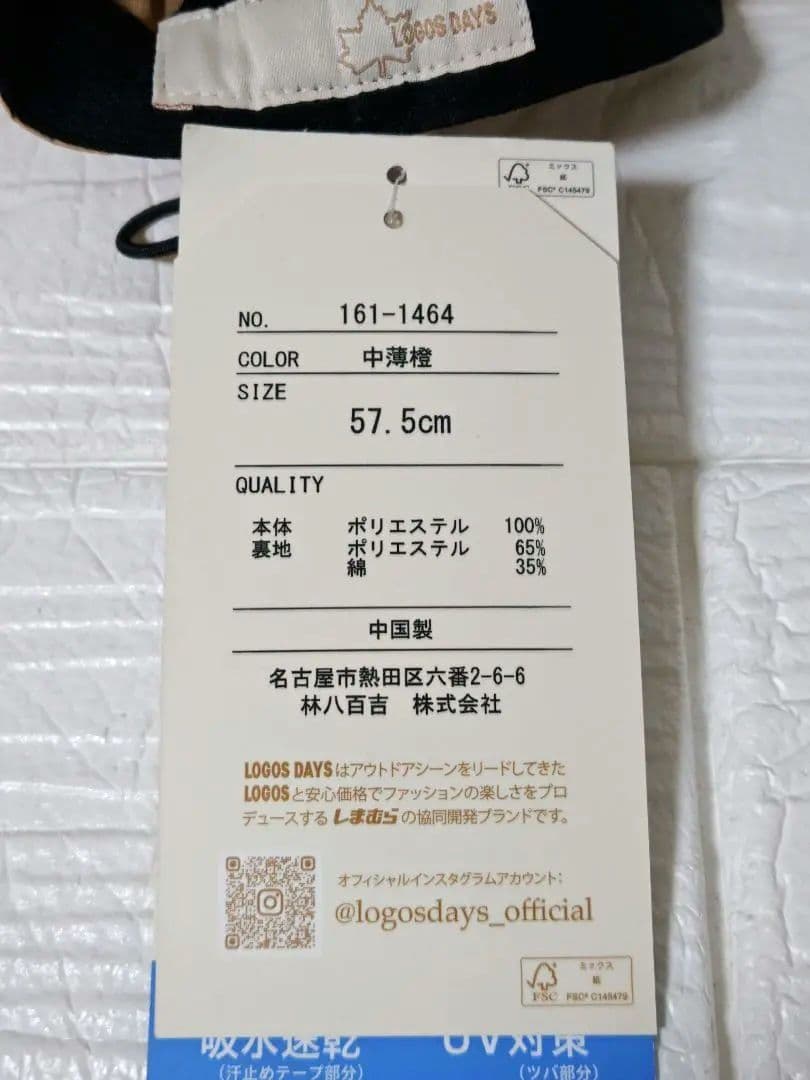 LOGOS DAYS
ミックス
紙
FSC® C145479
NO. 161-1464
COLOR 中薄橙
SIZE
57.5cm
QUALITY
本体 ポリエステル 100%
裏地 ポリエステル 65%
綿 35%
中国製
名古屋市熱田区六番2-6-6
林八百吉 株式会社
LOGOS DAYSはアウトドアシーンをリードしてきた
LOGOSと安心価格でファッションの楽しさをプロ
デュースするしまむらの協同開発ブランドです。
オフィシャルインスタグラムアカウント:
@logosdays_official
ミックス
紙
FSC
FSC® C145479
吸水速乾 UV対策
(汗止めテープ部分) (ツバ部分)